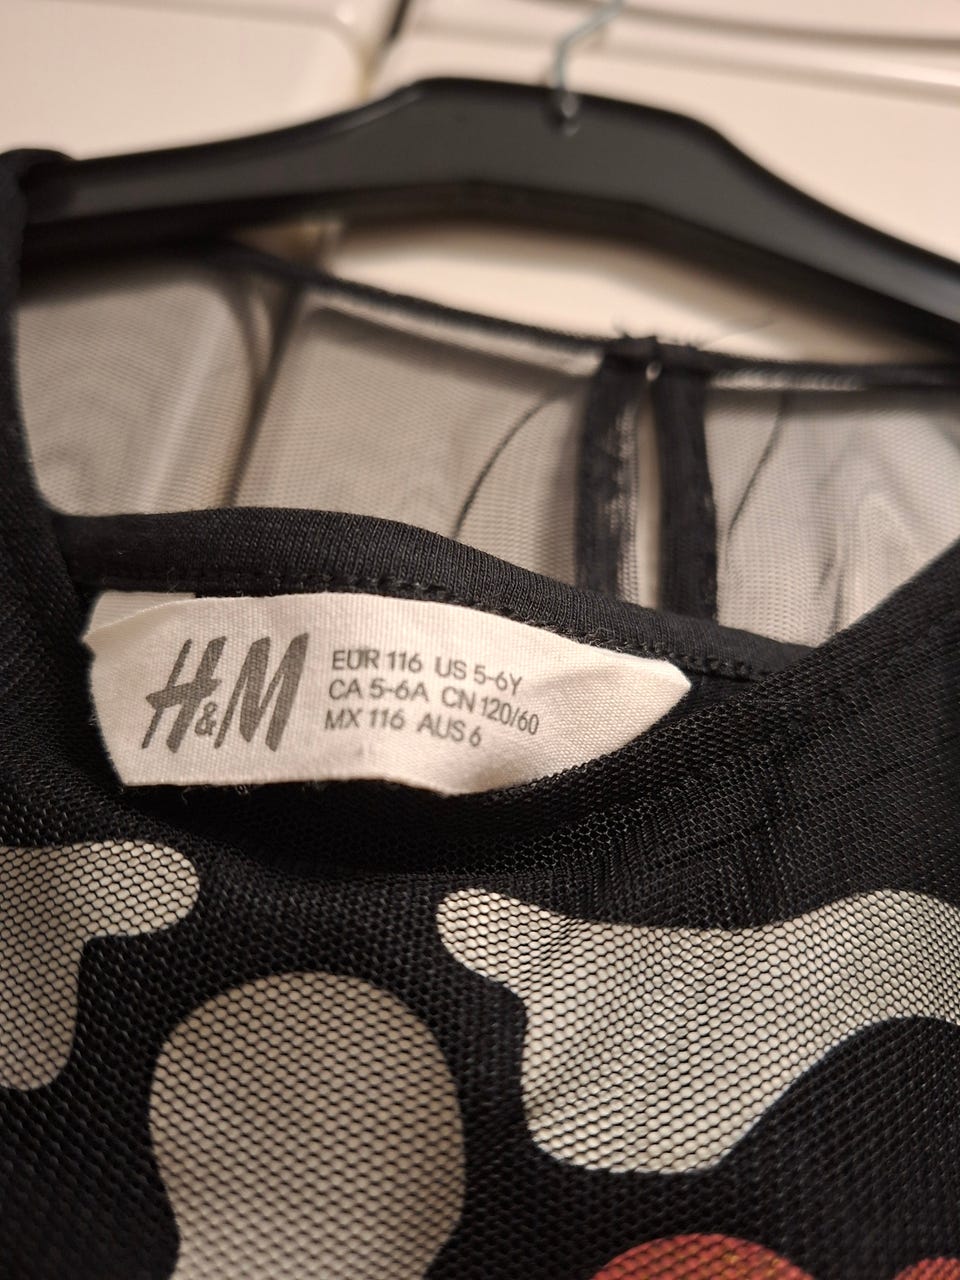 H&M
EUR 116 US 5-6Y
CA 5-6A CN 120/60
MX 116 AUS 6